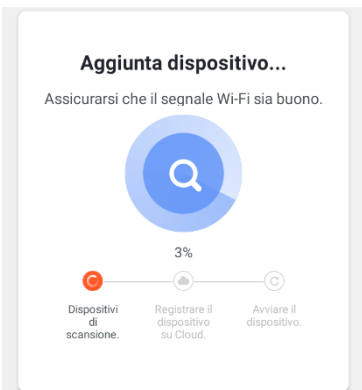 Aggiunta dispositivo...
Assicurarsi che il segnale Wi-Fi sia buono.
3%
Dispositivi
di
scansione.
Registrare il
dispositivo
su Cloud.
Avviare il
dispositivo.